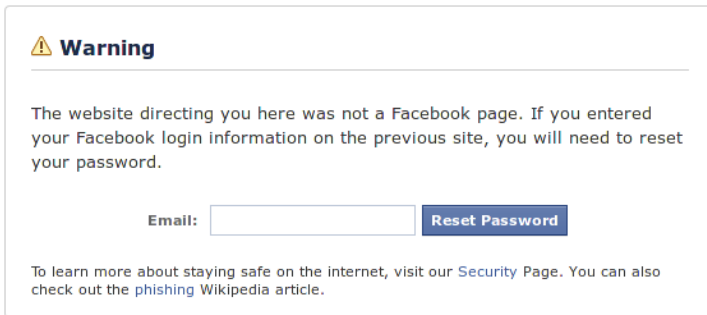 Warning
The website directing you here was not a Facebook page. If you entered
your Facebook login information on the previous site, you will need to reset
your password.
Email: Reset Password
To learn more about staying safe on the internet, visit our Security Page. You can also
check out the phishing Wikipedia article.